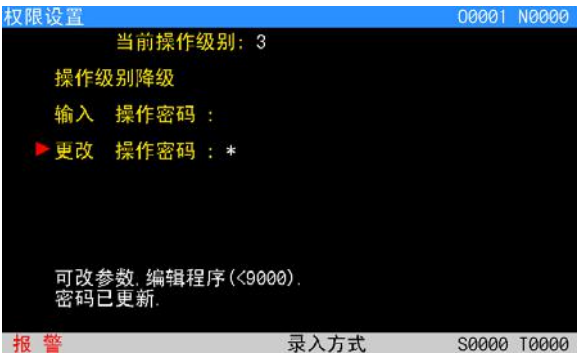 权限设置 O0001 N0000
当前操作级别: 3
操作级别降级
输入 操作密码 :
更改 操作密码 : *
可改参数,编辑程序(<9000).
密码已更新.
报 警 录入方式 S0000 T0000